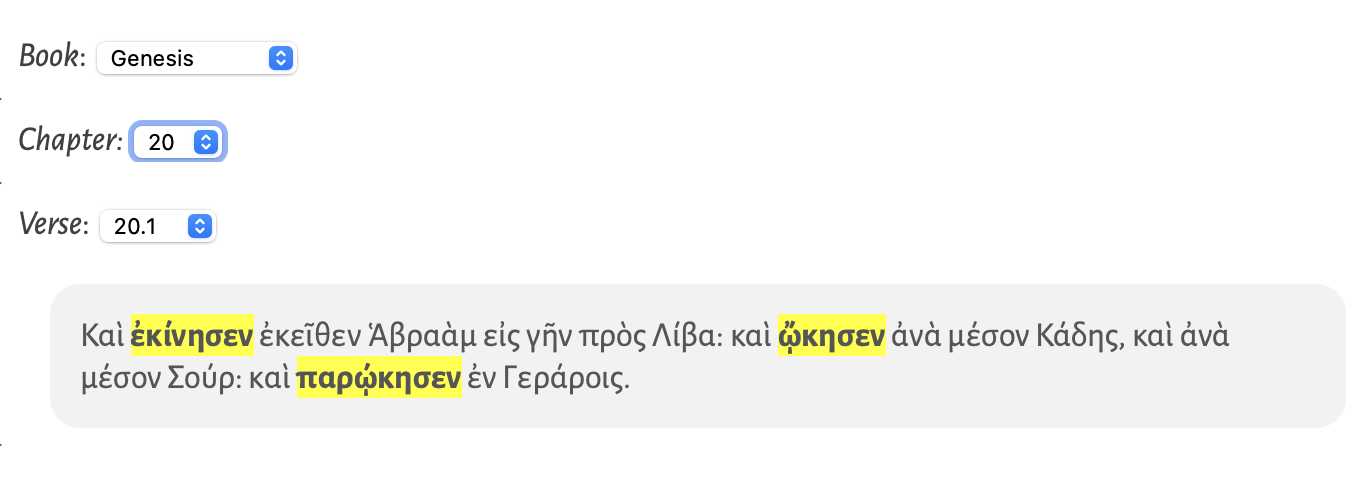 Book: Genesis
Chapter: 20
Verse: 20.1
Καὶ ἐκίνησεν ἐκεῖθεν Ἁβραὰμ εἰς γῆν πρὸς Λίβα: καὶ ᾤκησεν ἀνὰ μέσον Κάδης, καὶ ἀνὰ
μέσον Σούρ: καὶ παρῴκησεν ἐν Γεράροις.